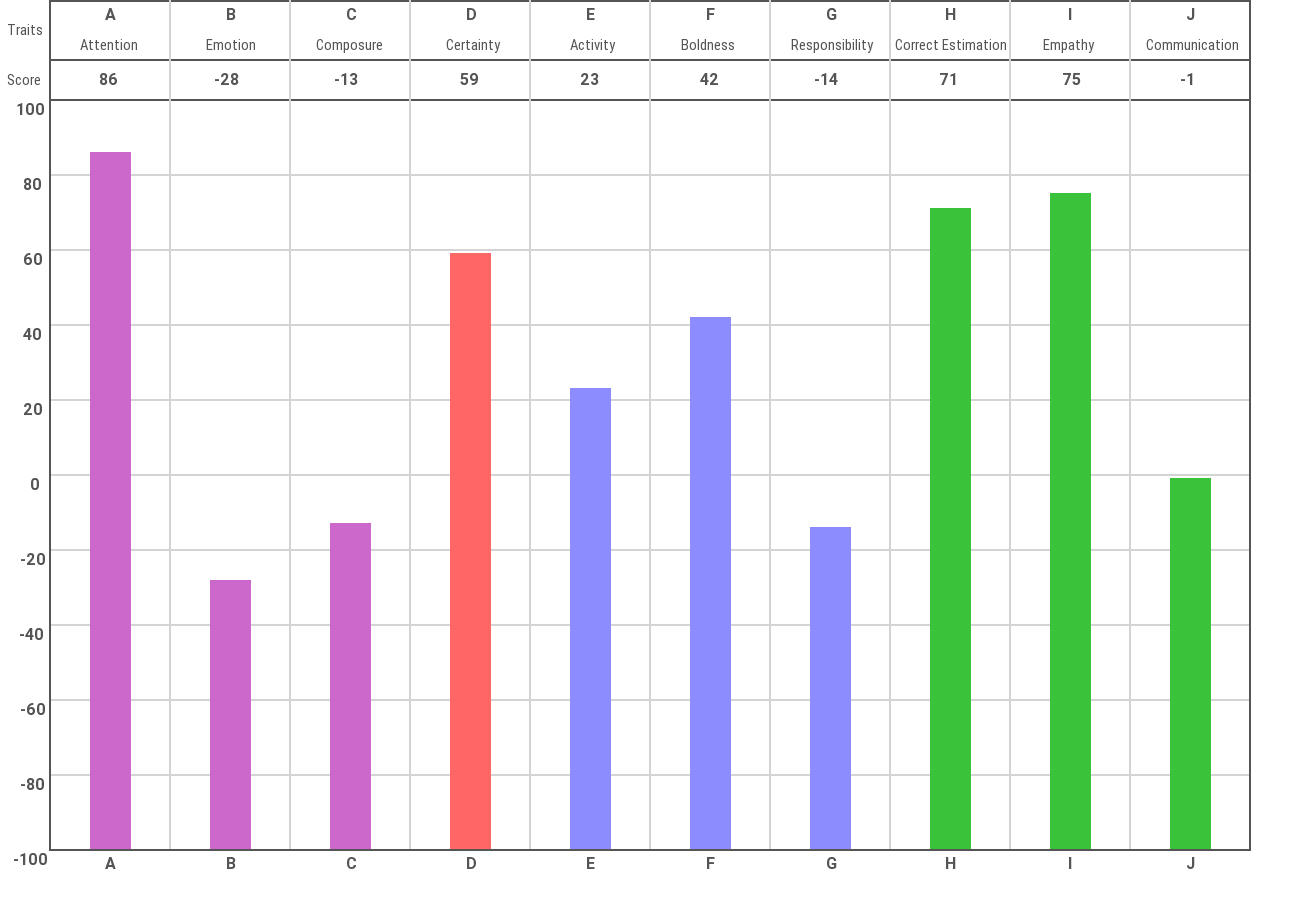 A B C D E F G H I J
Traits
Attention Emotion Composure Certainty Activity Boldness Responsibility Correct Estimation Empathy Communication
Score 86 -28 -13 59 23 42 -14 71 75 -1
100
80
60
40
20
0
-20
-40
-60
-80
-100
A B C D E F G H I J